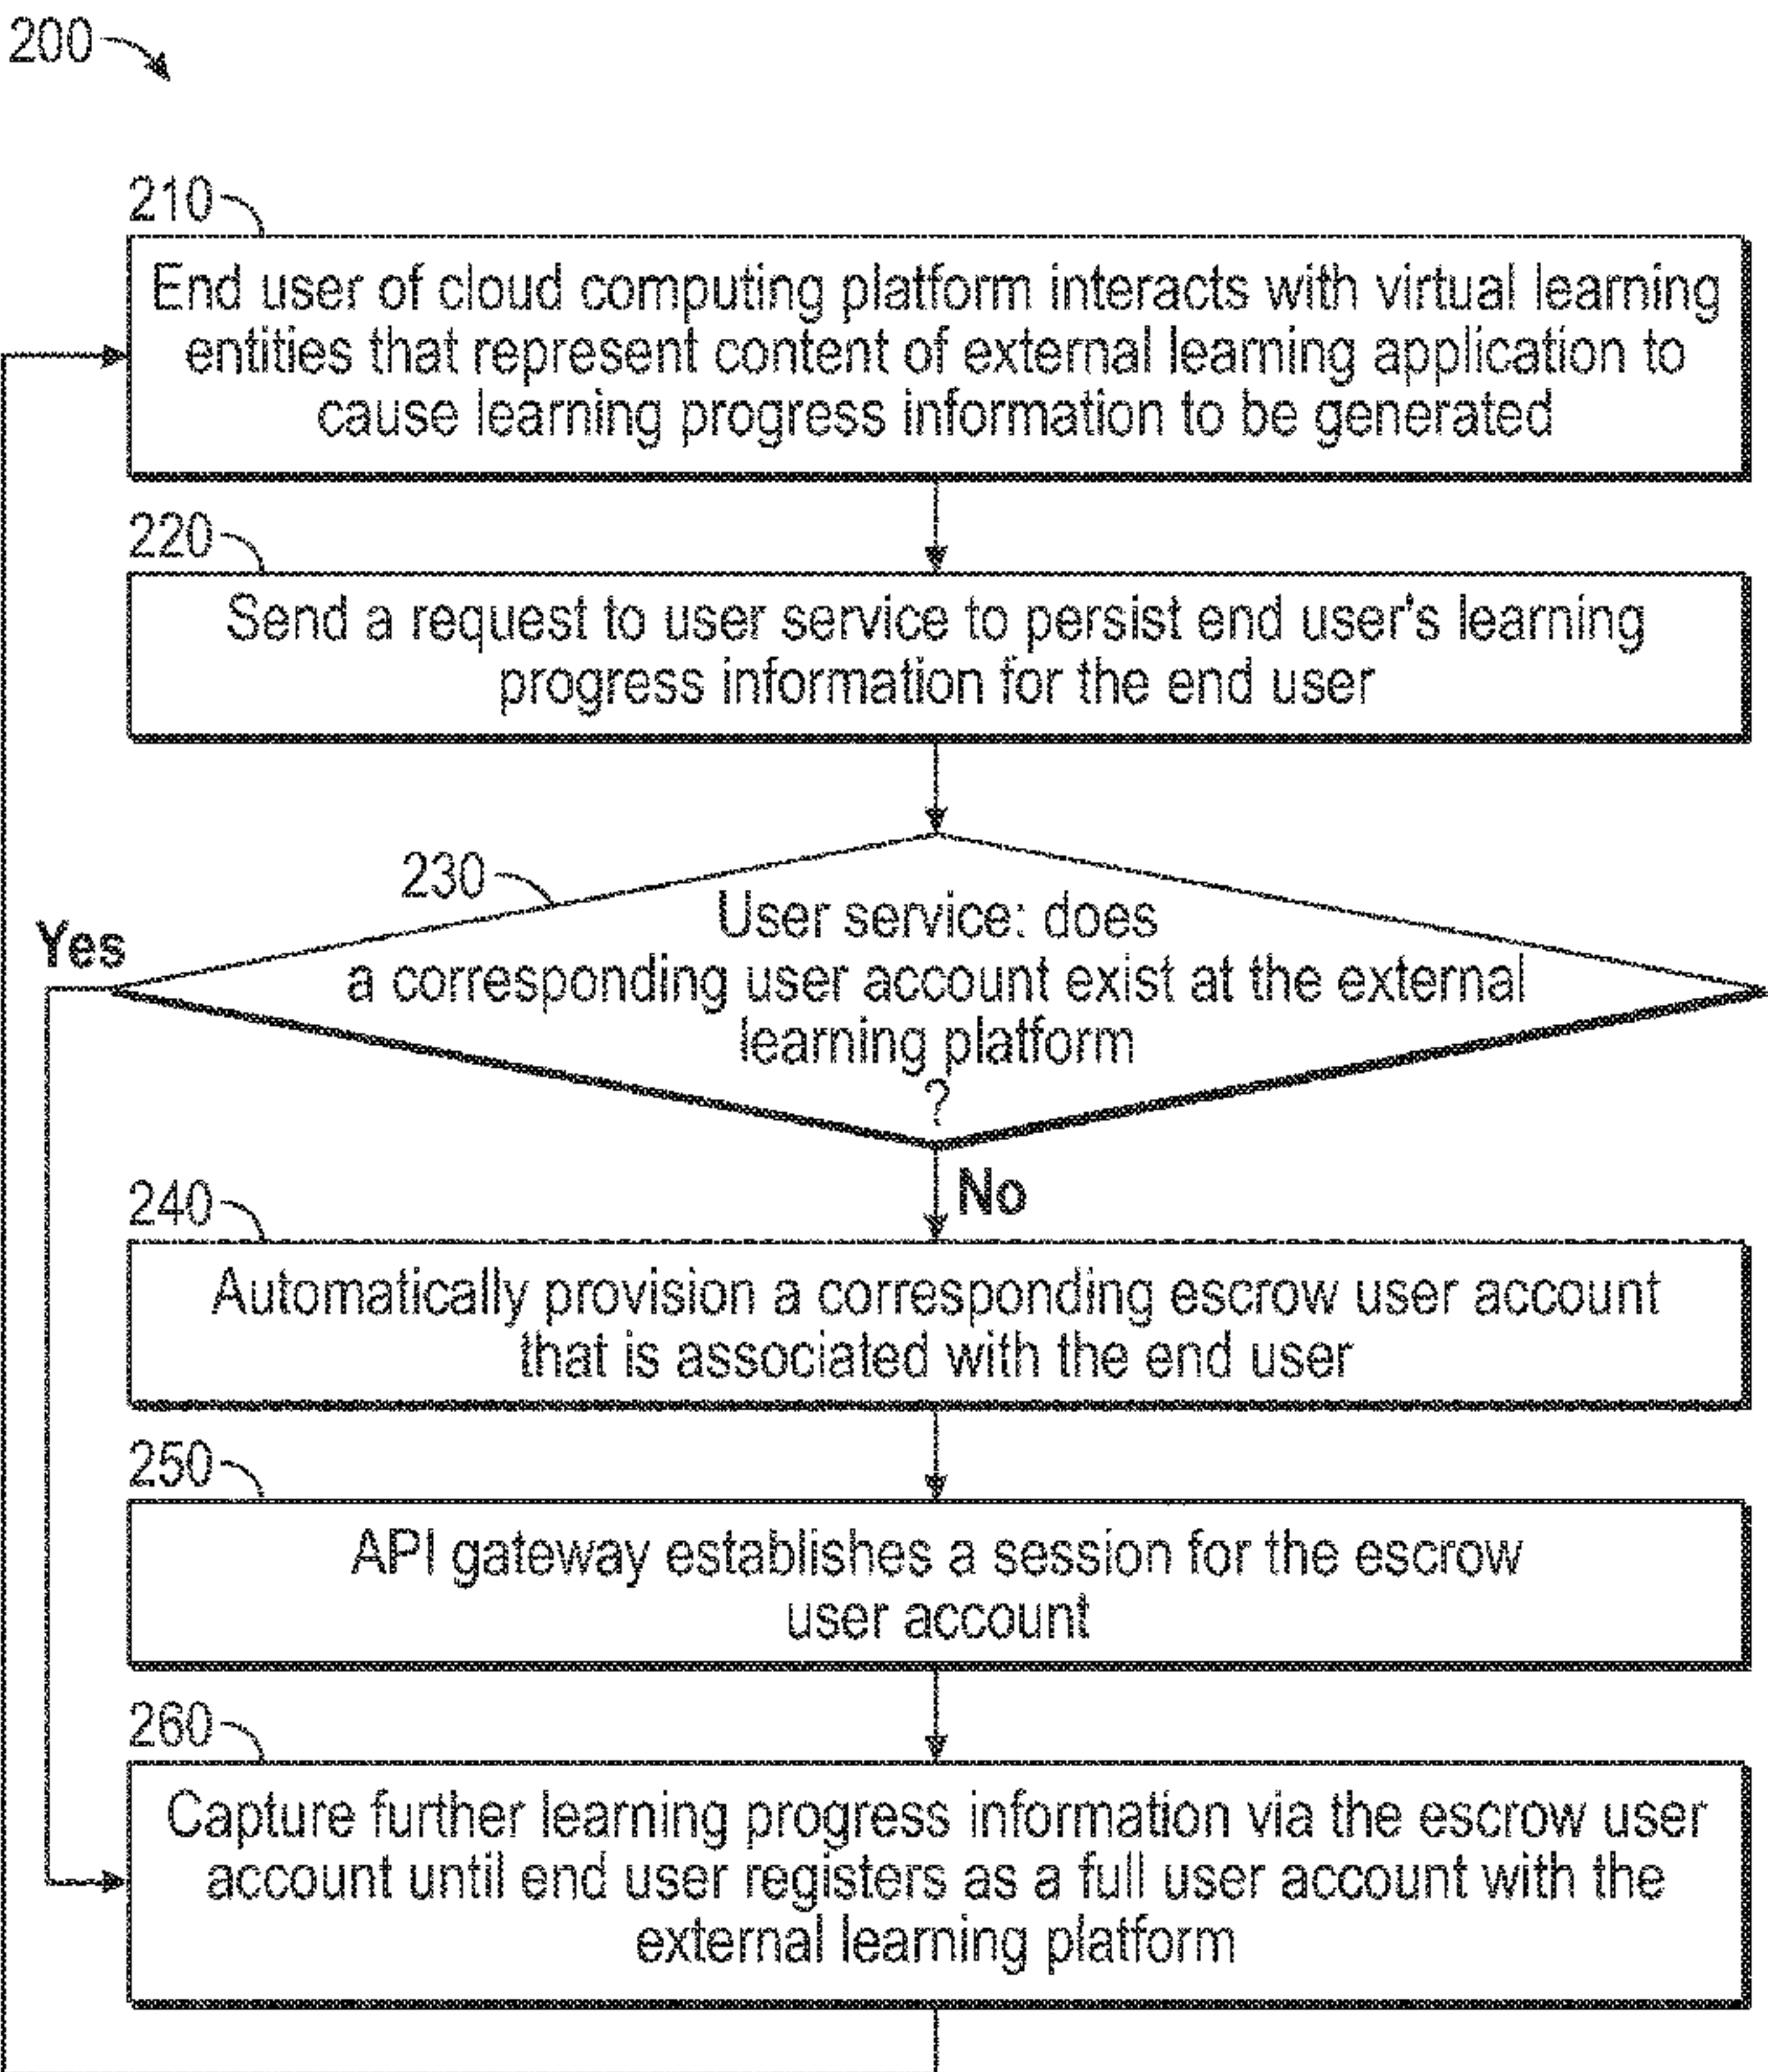 200
210
End user of cloud computing platform interacts with virtual learning
entities that represent content of external learning application to
cause learning progress information to be generated
220
Send a request to user service to persist end user's learning
progress information for the end user
230
User service: does
Yes
a corresponding user account exist at the external
learning platform
?
No
240
Automatically provision a corresponding escrow user account
that is associated with the end user
250
API gateway establishes a session for the escrow
user account
260
Capture further learning progress information via the escrow user
account until end user registers as a full user account with the
external learning platform